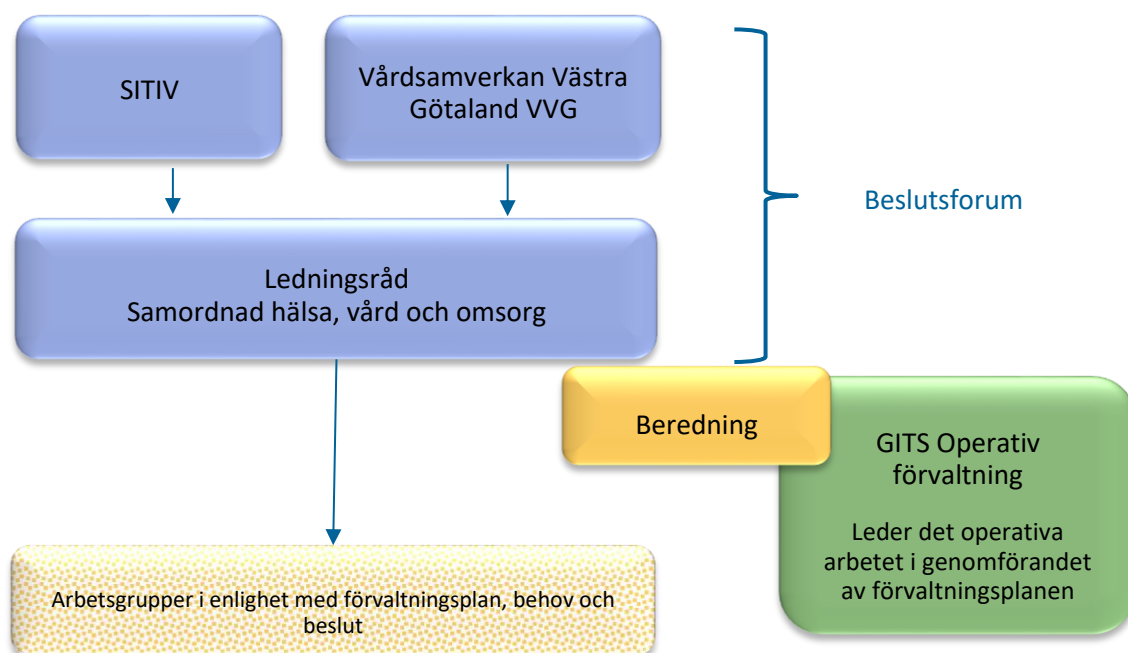 SITIV
Vårdsamverkan Västra
Götaland VVG
Beslutsforum
Ledningsråd
Samordnad hälsa, vård och omsorg
Beredning
GITS Operativ
förvaltning
Leder det operativa
arbetet i genomförandet
av förvaltningsplanen
Arbetsgrupper i enlighet med förvaltningsplan, behov och
beslut